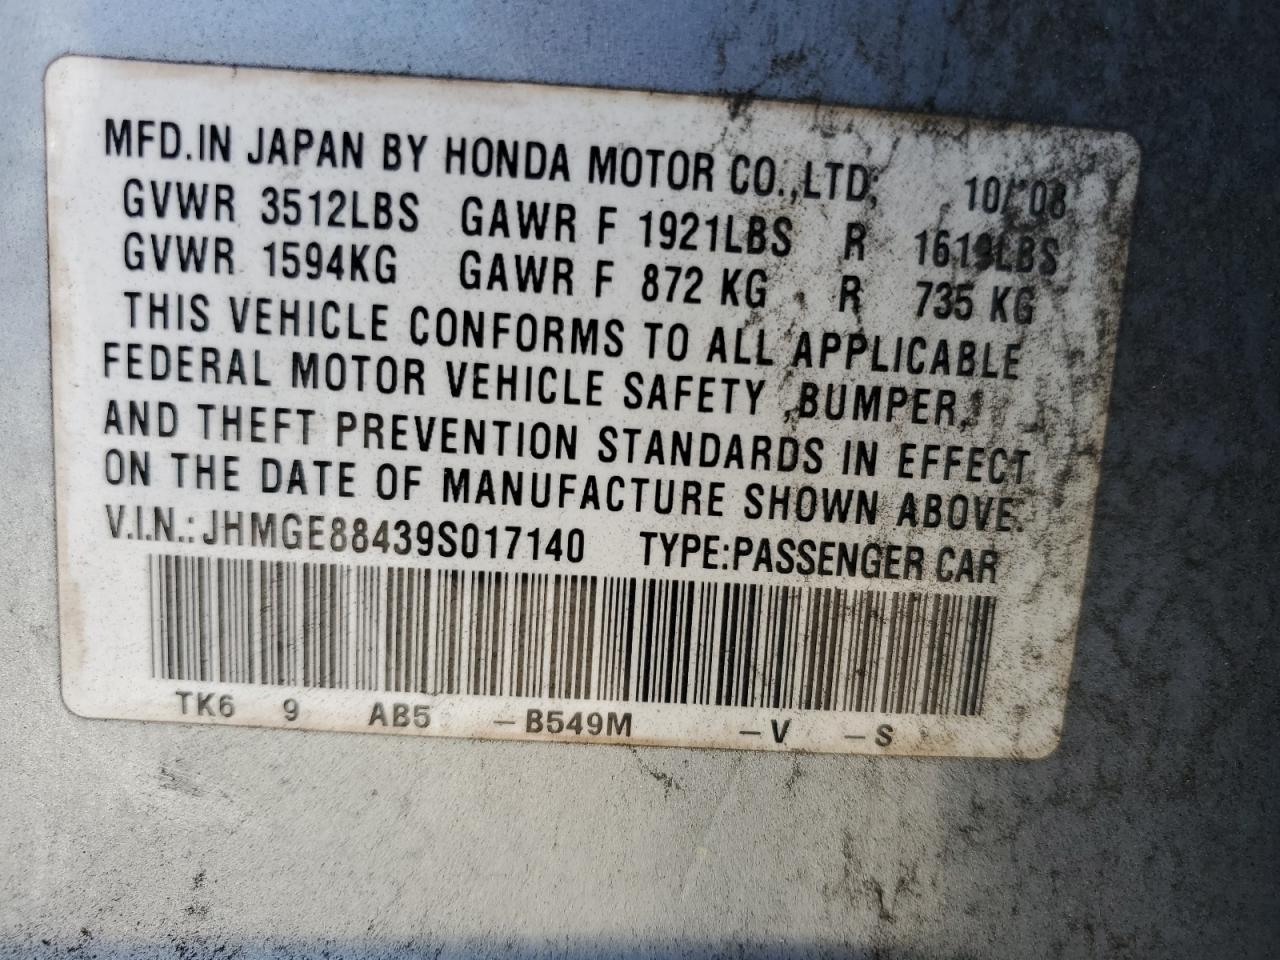 MFD.IN JAPAN BY HONDA MOTOR CO.,LTD. 10/ 08
GVWR 3512LBS GAWR F 1921LBS R 1619LBS
GVWR 1594KG GAWR F 872 KG R 735 KG
THIS VEHICLE CONFORMS TO ALL APPLICABLE
FEDERAL MOTOR VEHICLE SAFETY ,BUMPER,
AND THEFT PREVENTION STANDARDS IN EFFECT
ON THE DATE OF MANUFACTURE SHOWN ABOVE.
V.I.N.: JHMGE88439S017140 TYPE:PASSENGER CAR
TK6 9 AB5 -B549M -V -S